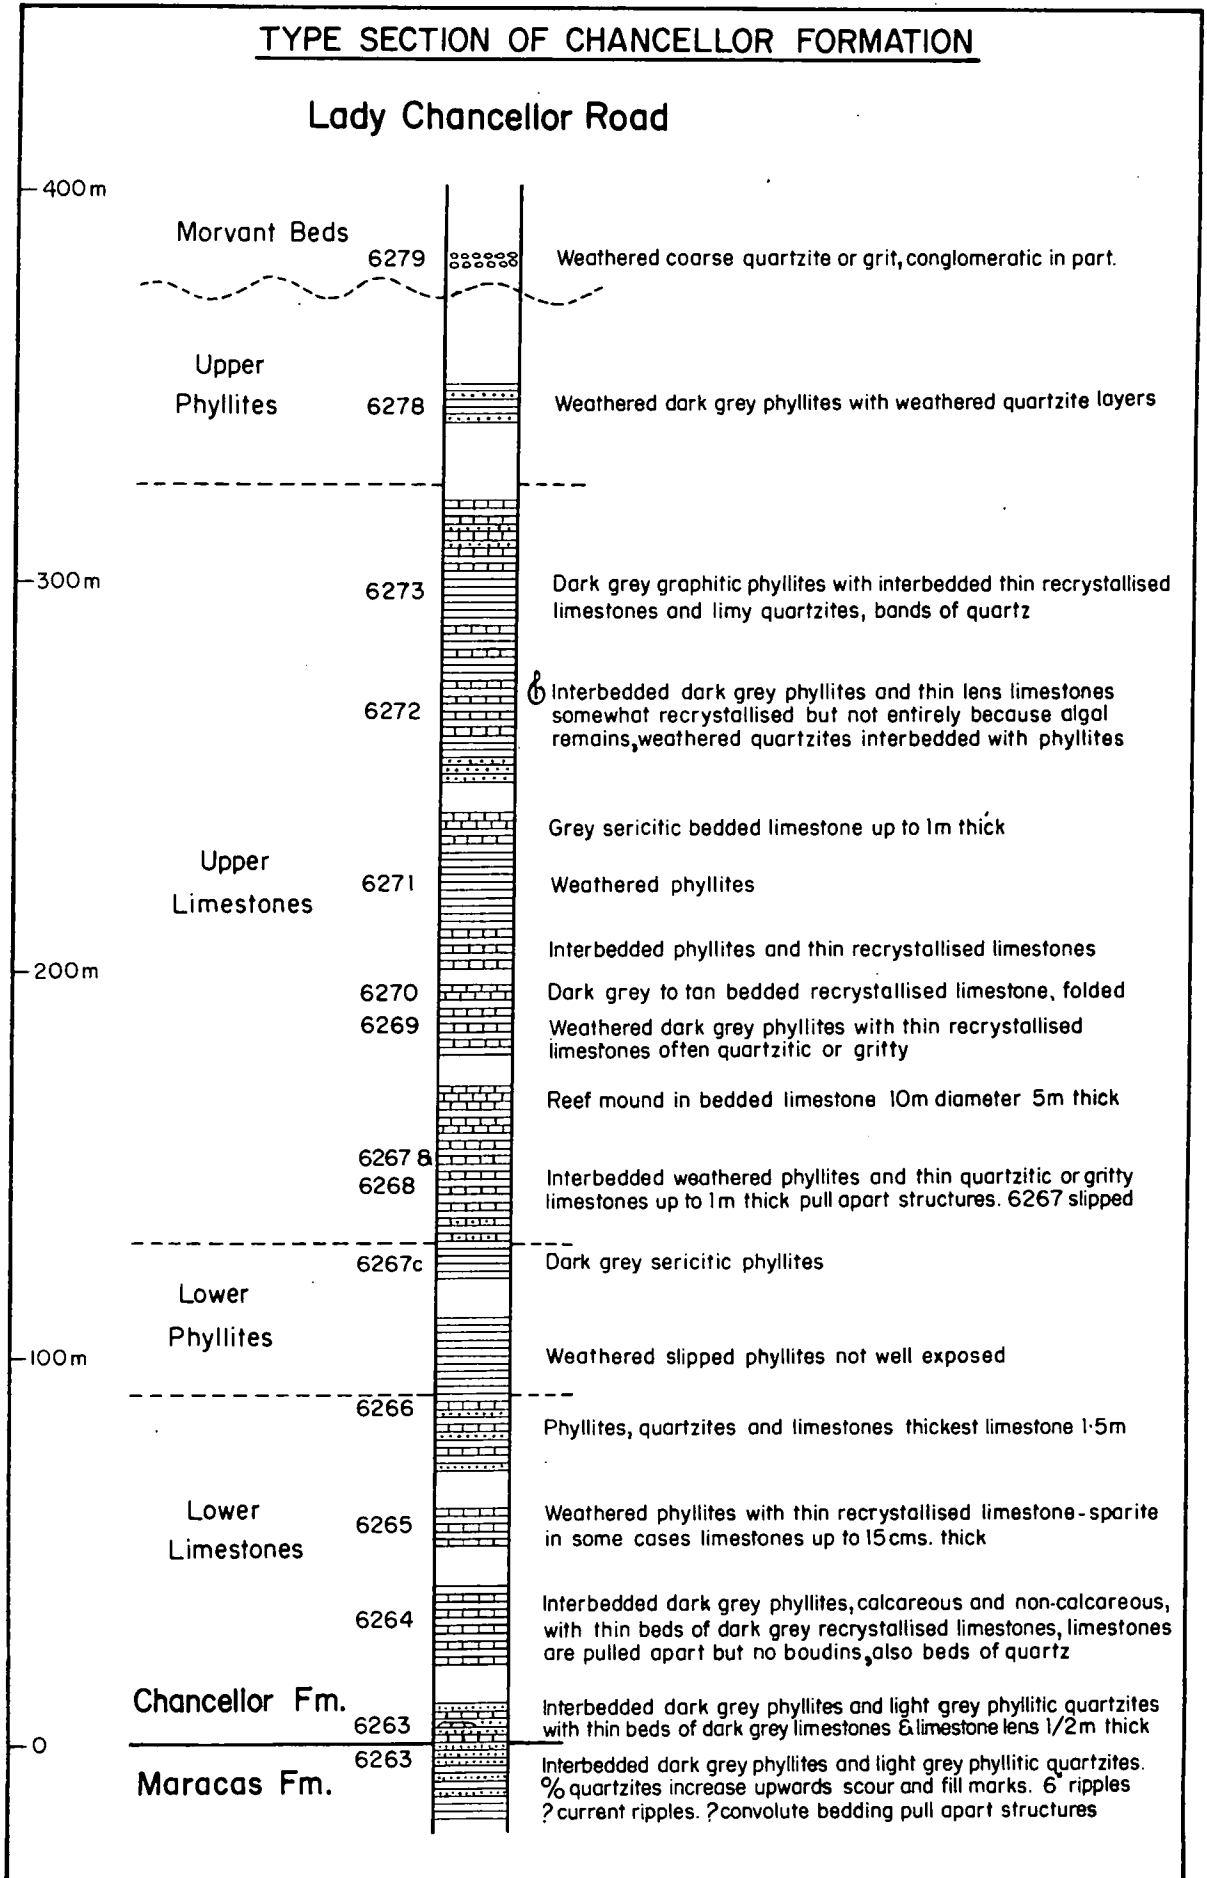 TYPE SECTION OF CHANCELLOR FORMATION
Lady Chancellor Road
400m
Morvant Beds
6279
Weathered coarse quartzite or grit, conglomeratic in part.
Upper
Phyllites
6278
Weathered dark grey phyllites with weathered quartzite layers
300m
6273
Dark grey graphitic phyllites with interbedded thin recrystallised
limestones and limy quartzites, bands of quartz
6272
Interbedded dark grey phyllites and thin lens limestones
somewhat recrystallised but not entirely because algal
remains, weathered quartzites interbedded with phyllites
Grey sericitic bedded limestone up to 1m thick
Upper
Limestones
6271
Weathered phyllites
Interbedded phyllites and thin recrystallised limestones
200m
6270
Dark grey to tan bedded recrystallised limestone, folded
6269
Weathered dark grey phyllites with thin recrystallised
limestones often quartzitic or gritty
Reef mound in bedded limestone 10m diameter 5m thick
6267 &
6268
Interbedded weathered phyllites and thin quartzitic or gritty
limestones up to 1m thick pull apart structures. 6267 slipped
6267c
Dark grey sericitic phyllites
Lower
Phyllites
100m
Weathered slipped phyllites not well exposed
6266
Phyllites, quartzites and limestones thickest limestone 1·5m
Lower
Limestones
6265
Weathered phyllites with thin recrystallised limestone-sparite
in some cases limestones up to 15cms. thick
6264
Interbedded dark grey phyllites, calcareous and non-calcareous,
with thin beds of dark grey recrystallised limestones, limestones
are pulled apart but no boudins, also beds of quartz
Chancellor Fm.
6263
Interbedded dark grey phyllites and light grey phyllitic quartzites
with thin beds of dark grey limestones & limestone lens 1/2m thick
0
6263
Maracas Fm.
Interbedded dark grey phyllites and light grey phyllitic quartzites.
% quartzites increase upwards scour and fill marks. 6" ripples
? current ripples. ? convolute bedding pull apart structures